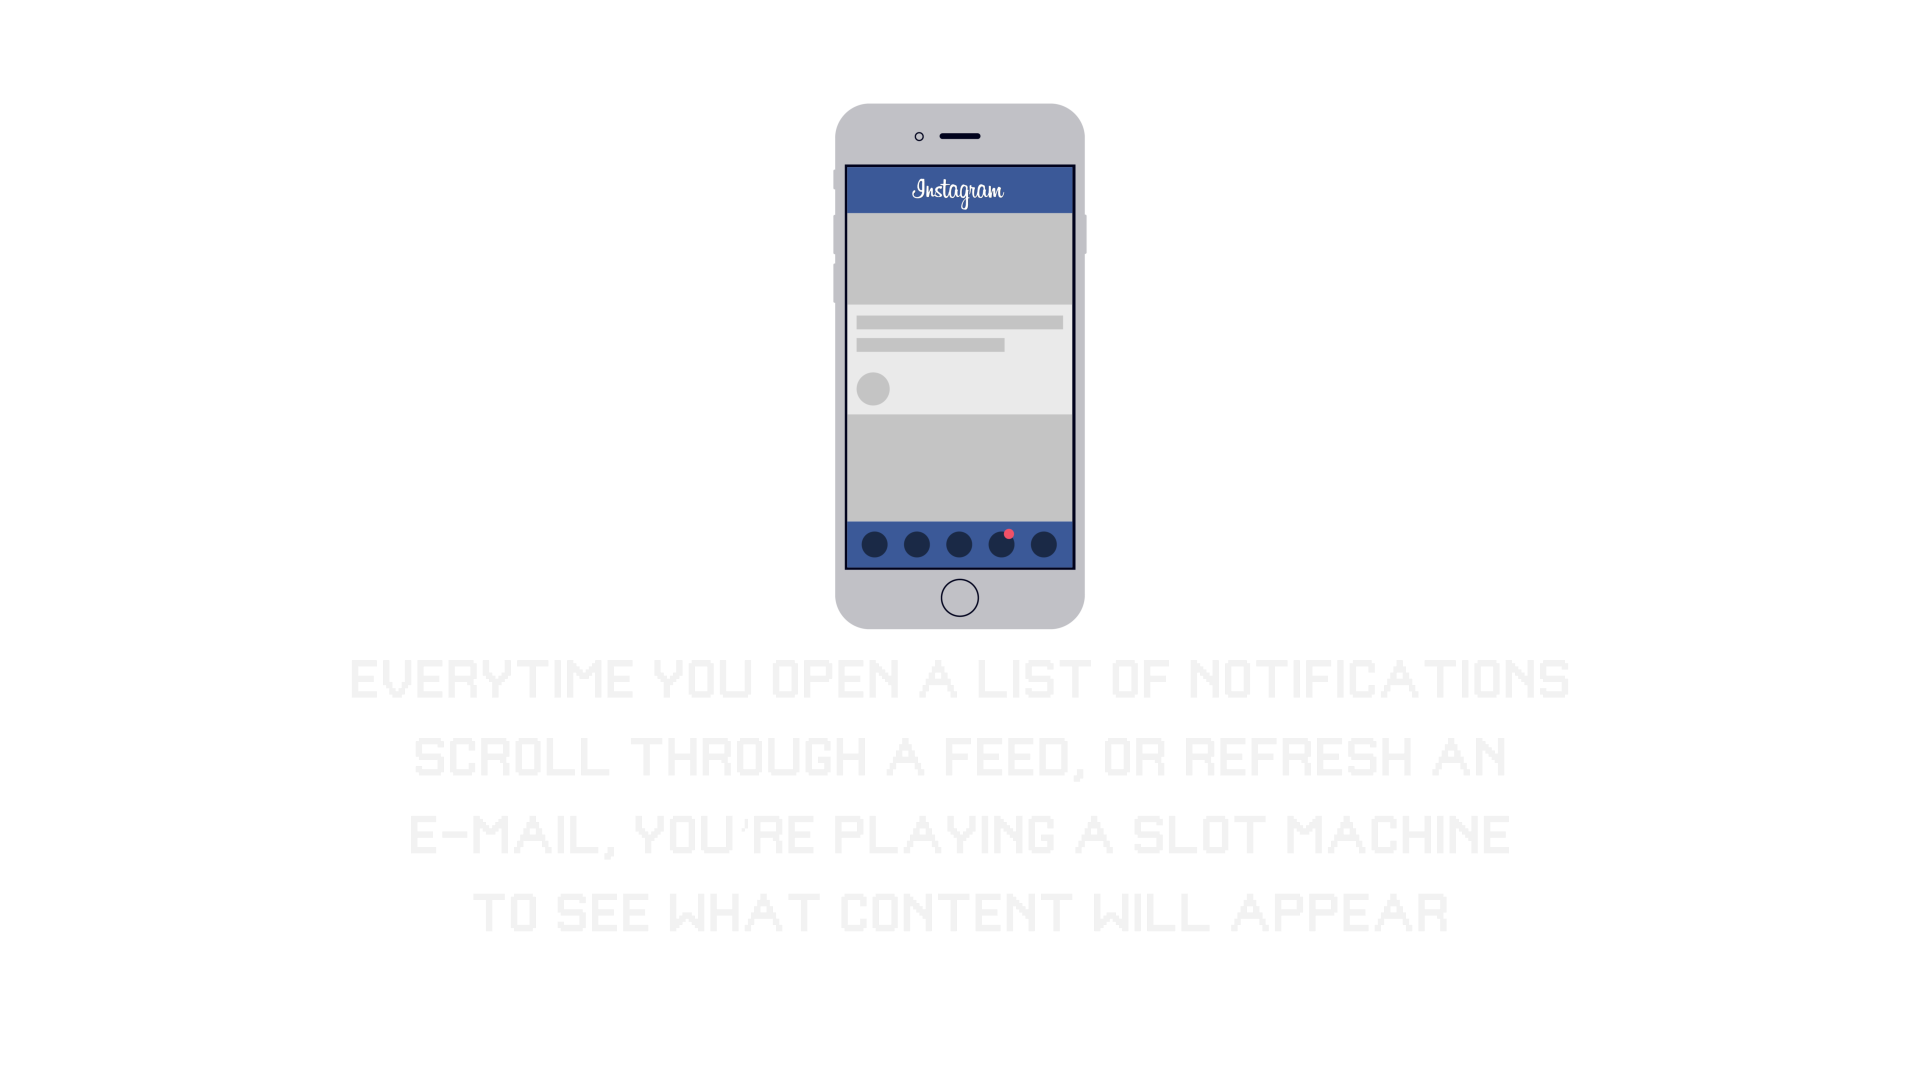 Instagram
EVERYTIME YOU OPEN A LIST OF NOTIFICATIONS
SCROLL THROUGH A FEED, OR REFRESH AN
E-MAIL, YOU'RE PLAYING A SLOT MACHINE
TO SEE WHAT CONTENT WILL APPEAR